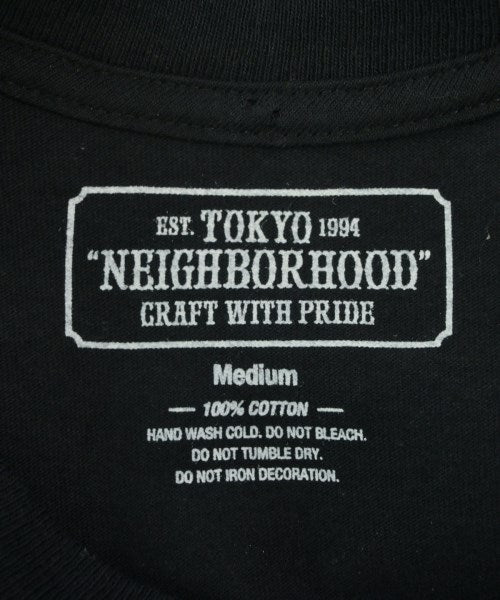 EST. TOKYO 1994
"NEIGHBORHOOD"
CRAFT WITH PRIDE
Medium
— 100% COTTON —
HAND WASH COLD. DO NOT BLEACH.
DO NOT TUMBLE DRY.
DO NOT IRON DECORATION.